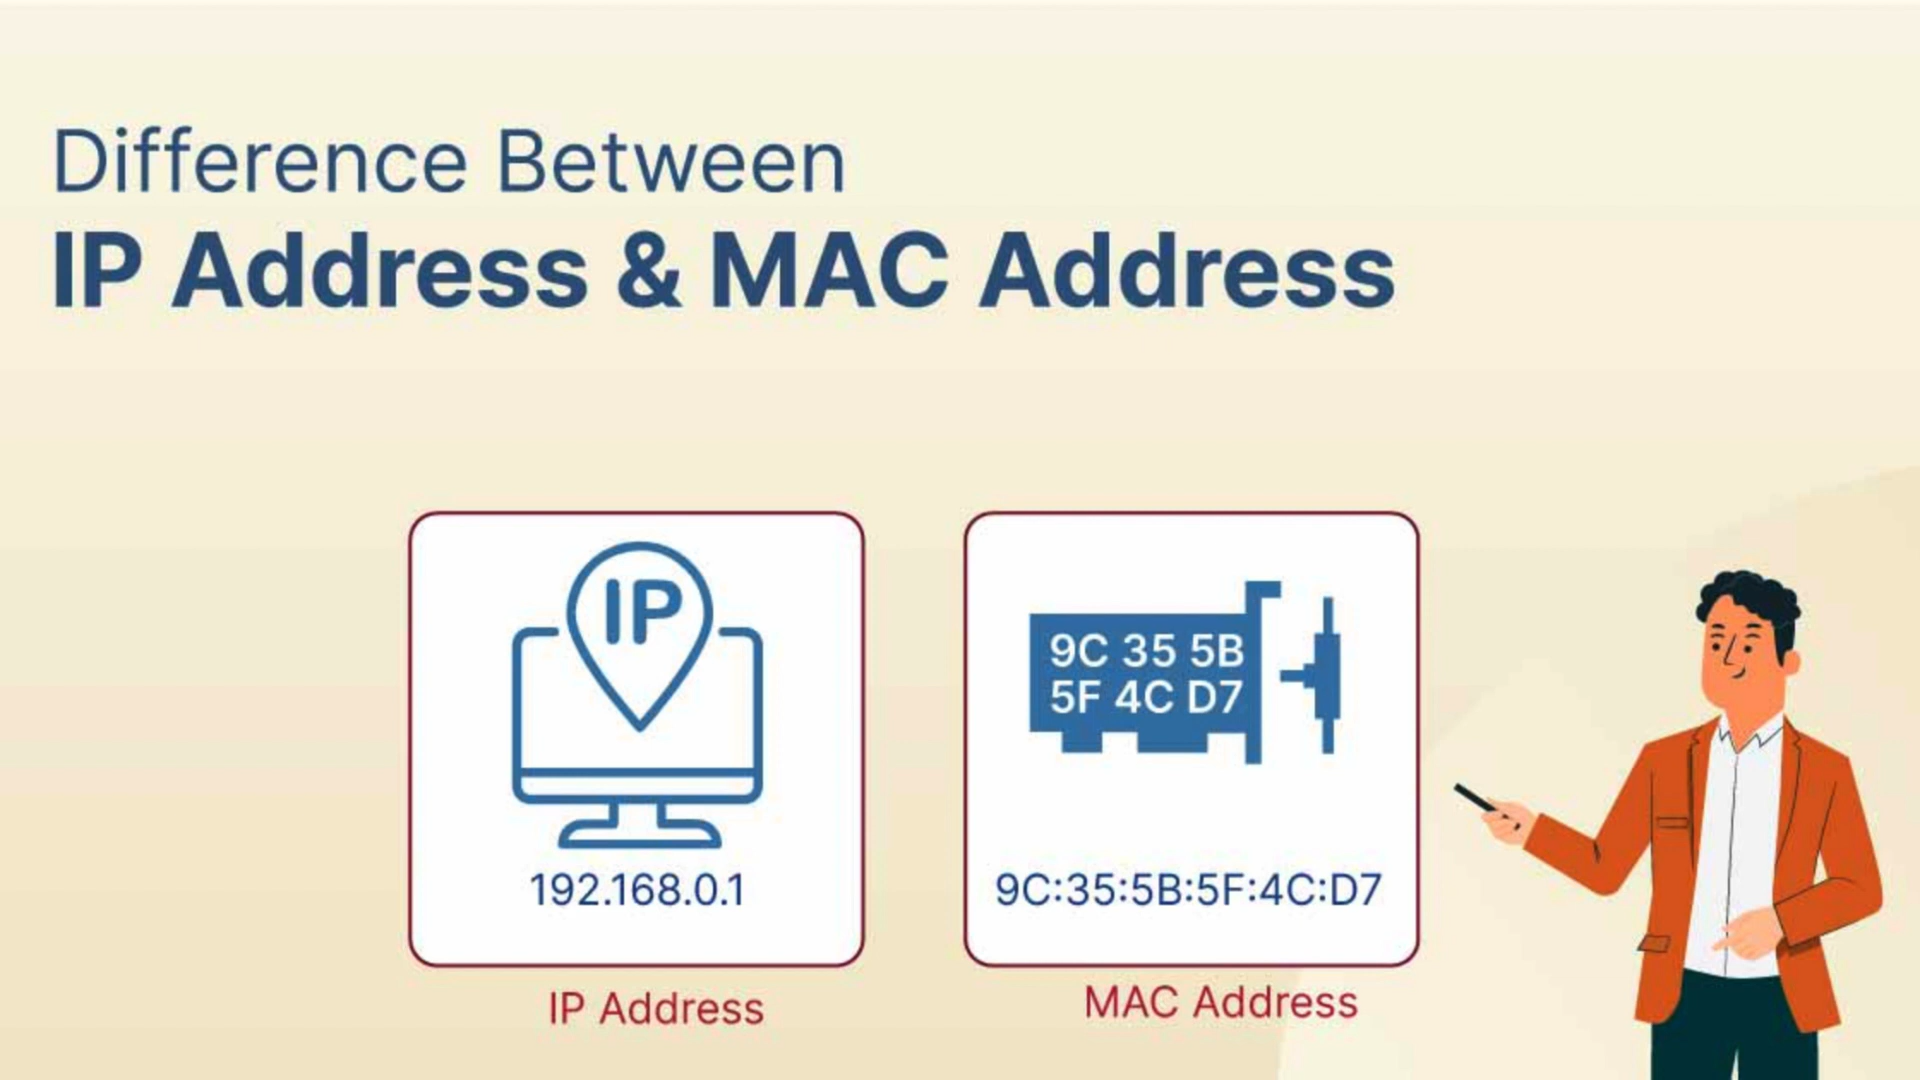 Difference Between
IP Address & MAC Address
IP
9C 35 5B
5F 4C D7
192.168.0.1
9C:35:5B:5F:4C:D7
IP Address
MAC Address